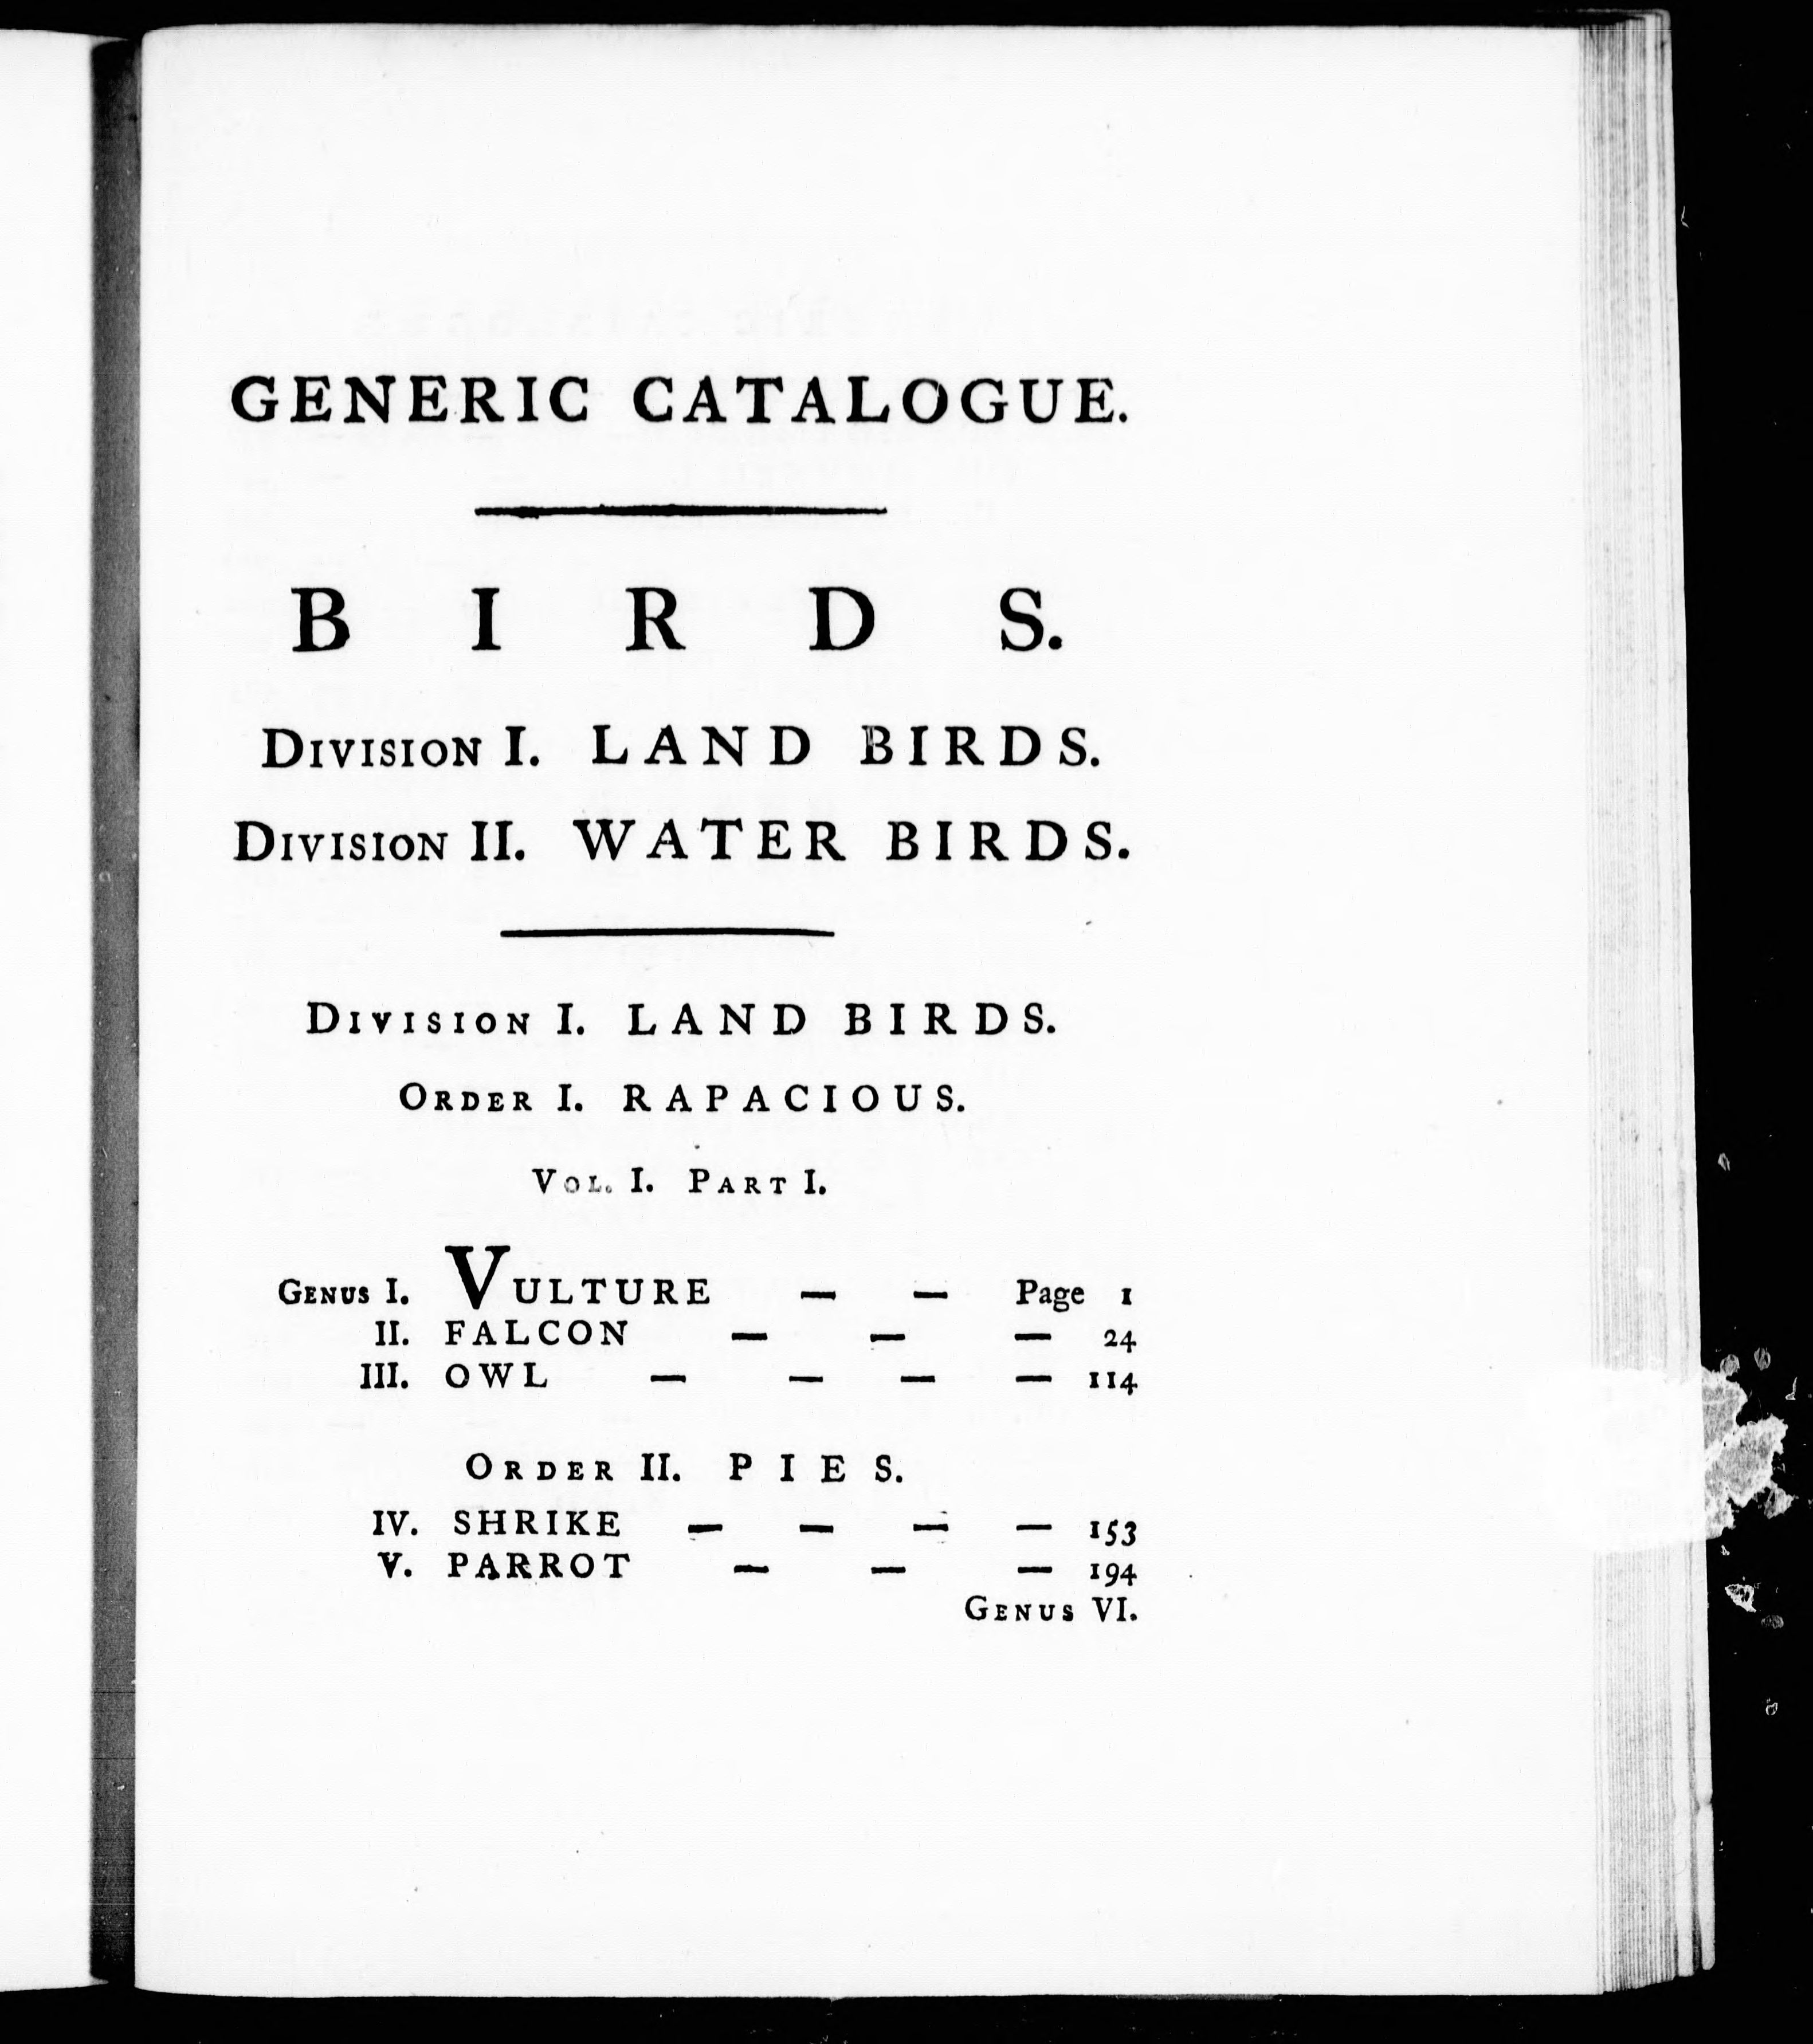 GENERIC CATALOGUE.
BIRDS.
DIVISION I. LAND BIRDS.
DIVISION II. WATER BIRDS.
DIVISION I. LAND BIRDS.
ORDER I. RAPACIOUS.
VOL. I. PART I.
GENUS I. VULTURE — — Page 1
II. FALCON — — — 24
III. OWL — — — — 114
ORDER II. PIES.
IV. SHRIKE — — — — 153
V. PARROT — — — 194
GENUS VI.